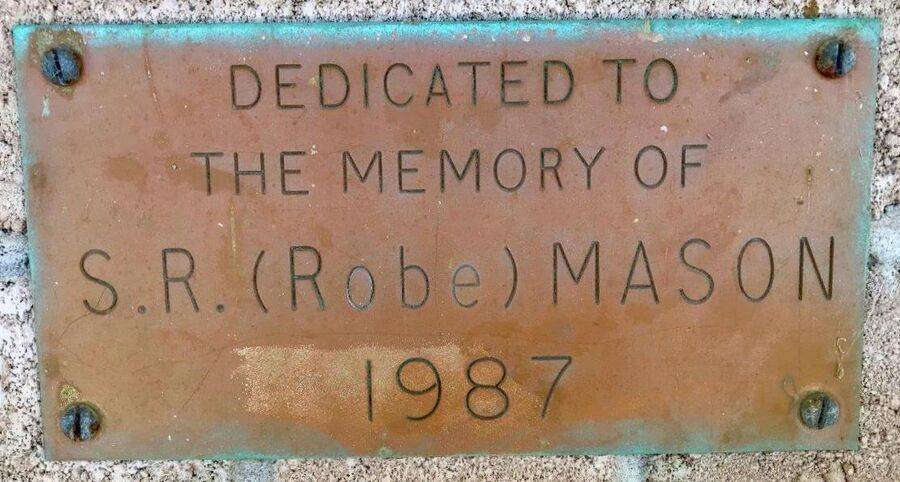 DEDICATED TO
THE MEMORY OF
S.R.(Robe) MASON
1987